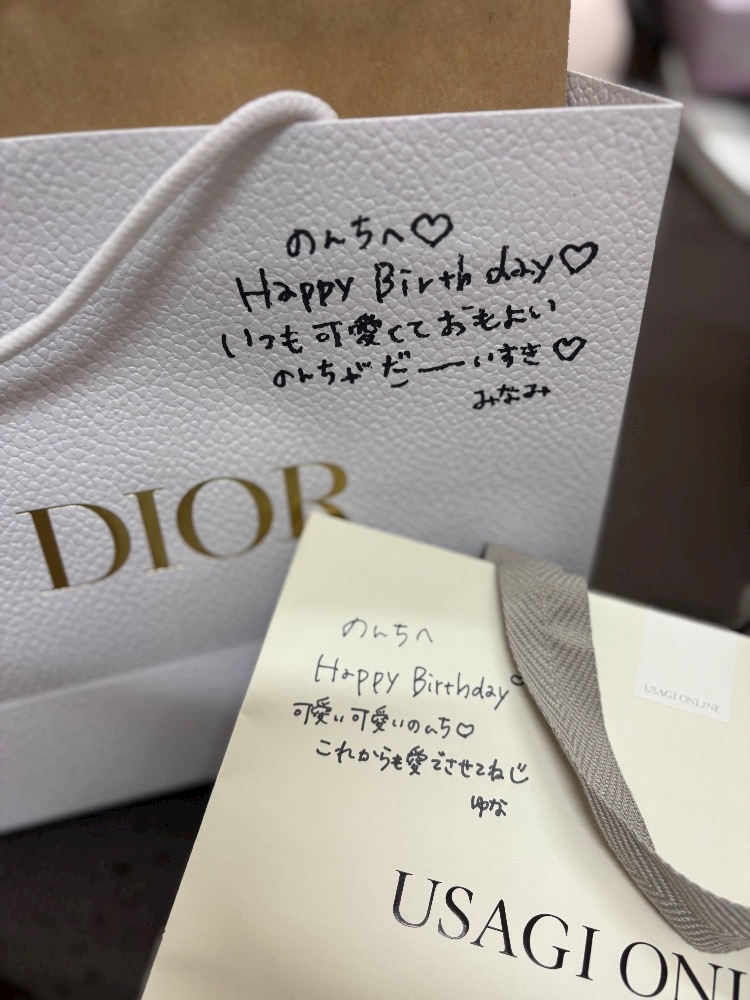 のんちへ♡
Happy Birthday♡
いつも可愛くておもよい
のんちがだーいすき♡
みなみ
DIOR
のんちへ
Happy Birthday♡
可愛い可愛いのんち♡
これからも愛でさせてね
ゆな
USAGI ONLINE
USAGI ONLI